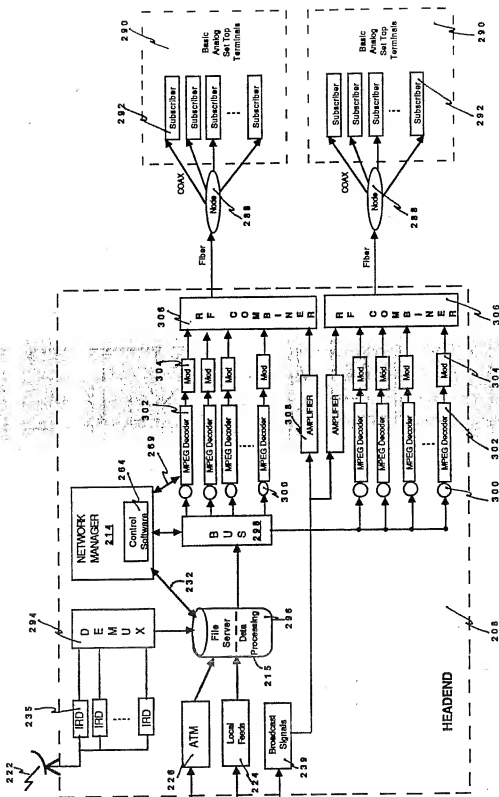 222
235
IRD
IRD
IRD
294
DEMUX
NETWORK
MANAGER
214
264
Control
Software
269
232
226
ATM
224
Local
Feeds
239
Broadcast
Signals
File
Server
Data
Processing
215
296
BUS
298
302
304
306
MPEG Decoder
Mod
MPEG Decoder
Mod
MPEG Decoder
Mod
MPEG Decoder
Mod
300
RF COMBINER
308
AMPLIFIER
AMPLIFIER
RF COMBINER
306
MPEG Decoder
Mod
MPEG Decoder
Mod
MPEG Decoder
Mod
MPEG Decoder
Mod
304
302
300
208
HEADEND
Fiber
Node
288
COAX
292
Subscriber
Subscriber
Subscriber
Subscriber
Basic
Analog
Set Top
Terminals
290
Fiber
Node
288
COAX
Subscriber
Subscriber
Subscriber
Subscriber
292
Basic
Analog
Set Top
Terminals
290